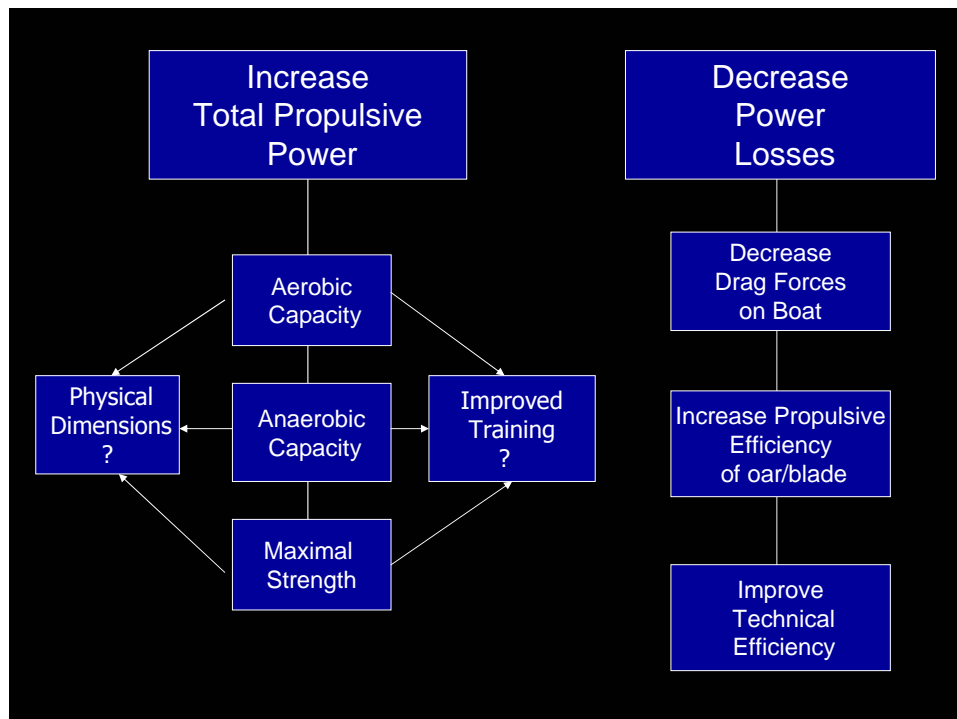 Increase
Total Propulsive
Power
Decrease
Power
Losses
Aerobic
Capacity
Decrease
Drag Forces
on Boat
Physical
Dimensions
?
Anaerobic
Capacity
Improved
Training
?
Increase Propulsive
Efficiency
of oar/blade
Maximal
Strength
Improve
Technical
Efficiency